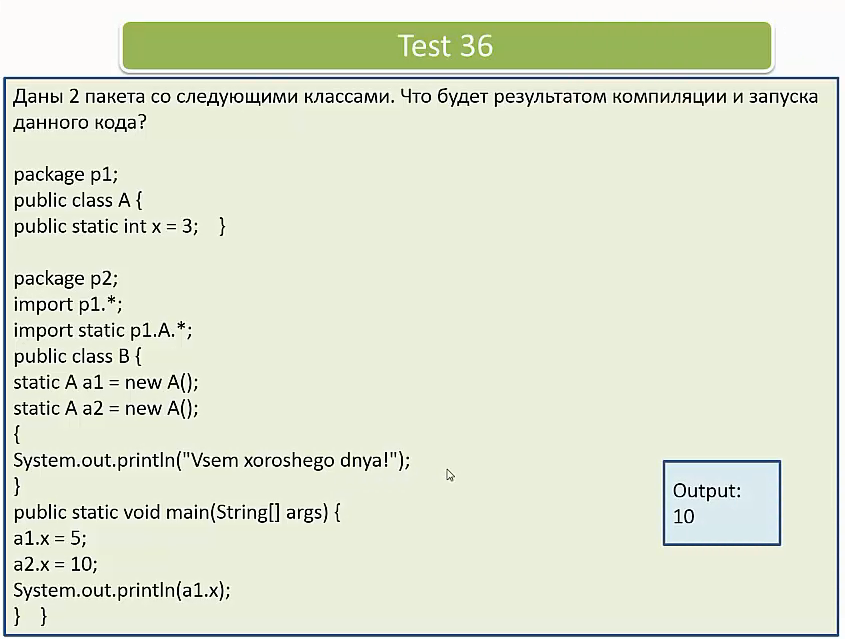 Test 36
Даны 2 пакета со следующими классами. Что будет результатом компиляции и запуска
данного кода?
package p1;
public class A {
public static int x = 3;    }
package p2;
import p1.*;
import static p1.A.*;
public class B {
static A a1 = new A();
static A a2 = new A();
{
System.out.println("Vsem xoroshego dnya!");
}
public static void main(String[] args) {
a1.x = 5;
a2.x = 10;
System.out.println(a1.x);
}    }
Output:
10